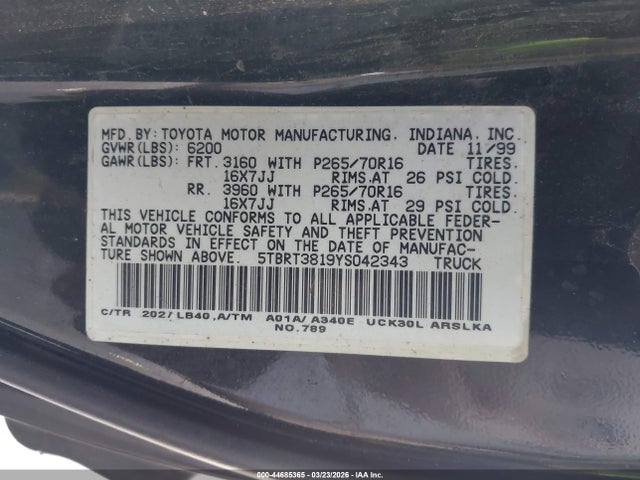 MFD. BY: TOYOTA MOTOR MANUFACTURING, INDIANA, INC.
GVWR(LBS): 6200 DATE 11/99
GAWR(LBS): FRT. 3160 WITH P265/70R16 TIRES.
16X7JJ RIMS.AT 26 PSI COLD.
RR. 3960 WITH P265/70R16 TIRES.
16X7JJ RIMS.AT 29 PSI COLD.
THIS VEHICLE CONFORMS TO ALL APPLICABLE FEDER-
AL MOTOR VEHICLE SAFETY AND THEFT PREVENTION
STANDARDS IN EFFECT ON THE DATE OF MANUFAC-
TURE SHOWN ABOVE. 5TBRT3819YS042343 TRUCK
C/TR 202/LB40,A/TM A01A/A340E UCK30L ARSLKA
NO.789
000-44685365 - 03/23/2026 - IAAI Copyright